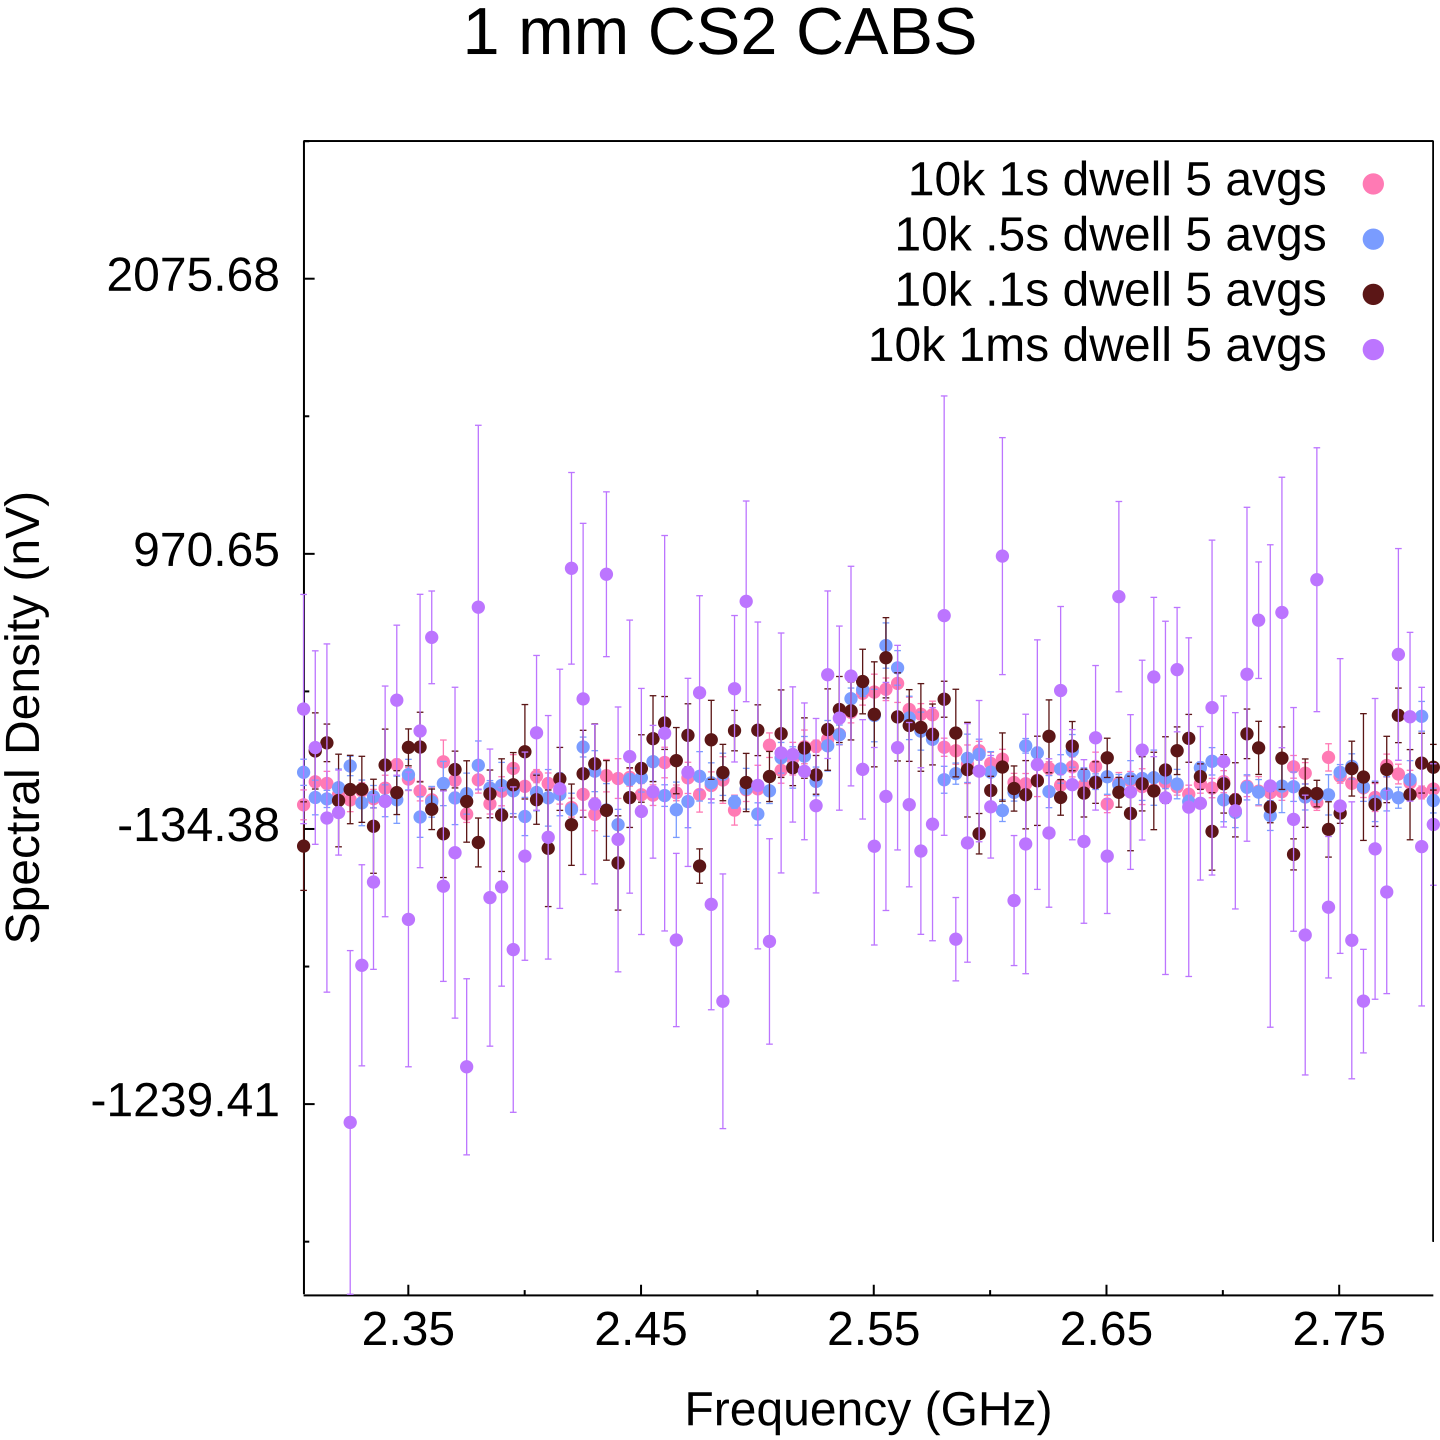 1 mm CS2 CABS
10k 1s dwell 5 avgs
10k .5s dwell 5 avgs
10k .1s dwell 5 avgs
10k 1ms dwell 5 avgs
2075.68
970.65
-134.38
-1239.41
Spectral Density (nV)
2.35 2.45 2.55 2.65 2.75
Frequency (GHz)